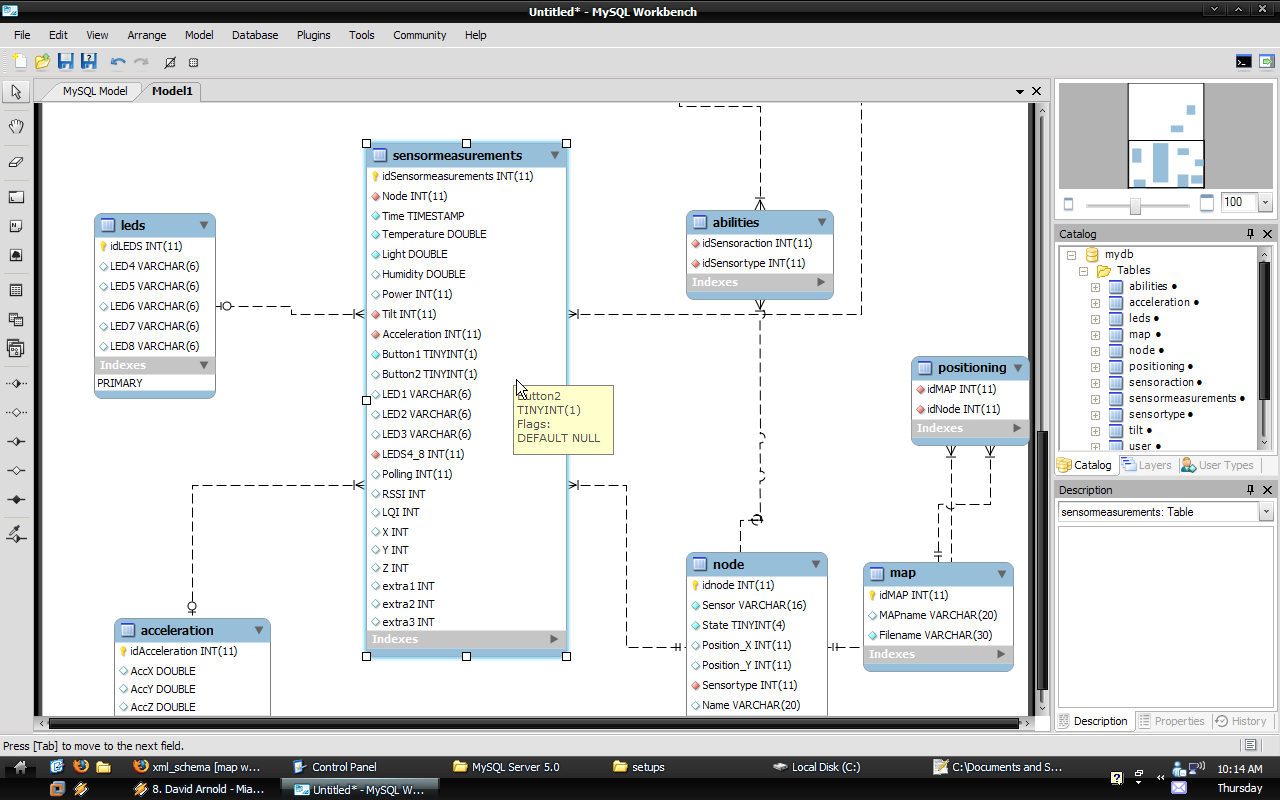 Untitled* - MySQL Workbench
File Edit View Arrange Model Database Plugins Tools Community Help
MySQL Model Model1
sensormeasurements
idSensormeasurements INT(11)
Node INT(11)
Time TIMESTAMP
Temperature DOUBLE
Light DOUBLE
Humidity DOUBLE
Power INT(11)
Tilt INT(11)
Acceleration INT(11)
Button1 TINYINT(1)
Button2 TINYINT(1)
LED1 VARCHAR(6)
LED2 VARCHAR(6)
LED3 VARCHAR(6)
LEDS4_8 INT(11)
Polling INT(11)
RSSI INT
LQI INT
X INT
Y INT
Z INT
extra1 INT
extra2 INT
extra3 INT
Indexes
Button2
TINYINT(1)
Flags:
DEFAULT NULL
leds
idLEDS INT(11)
LED4 VARCHAR(6)
LED5 VARCHAR(6)
LED6 VARCHAR(6)
LED7 VARCHAR(6)
LED8 VARCHAR(6)
Indexes
PRIMARY
acceleration
idAcceleration INT(11)
AccX DOUBLE
AccY DOUBLE
AccZ DOUBLE
abilities
idSensoraction INT(11)
idSensortype INT(11)
Indexes
positioning
idMAP INT(11)
idNode INT(11)
Indexes
node
idnode INT(11)
Sensor VARCHAR(16)
State TINYINT(4)
Position_X INT(11)
Position_Y INT(11)
Sensortype INT(11)
Name VARCHAR(20)
map
idMAP INT(11)
MAPname VARCHAR(20)
Filename VARCHAR(30)
Indexes
100
Catalog
mydb
Tables
abilities •
acceleration •
leds •
map •
node •
positioning •
sensoraction •
sensormeasurements •
sensortype •
tilt •
user •
Catalog Layers User Types
Description
sensormeasurements: Table
Description Properties History
Press [Tab] to move to the next field.
xml_schema [map w... Control Panel MySQL Server 5.0 setups Local Disk (C:) C:\Documents and S... 10:14 AM
8. David Arnold - Mia... Untitled* - MySQL W... Thursday